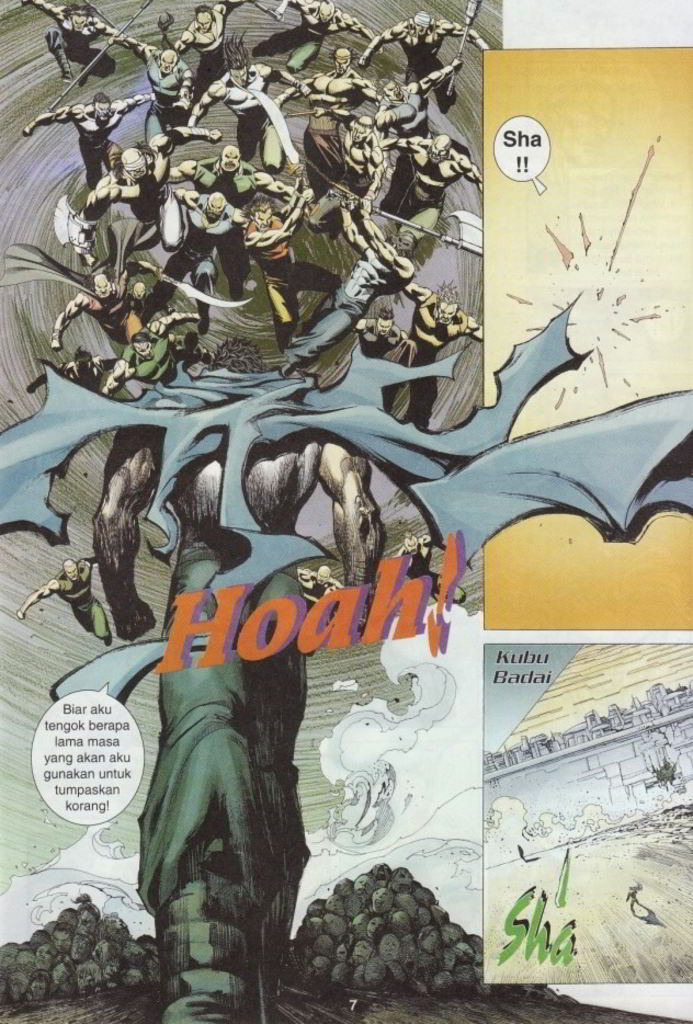 Sha
!!
Hoah!
Biar aku
tengok berapa
lama masa
yang akan aku
gunakan untuk
tumpaskan
korang!
Kubu
Badai
Sha!
7